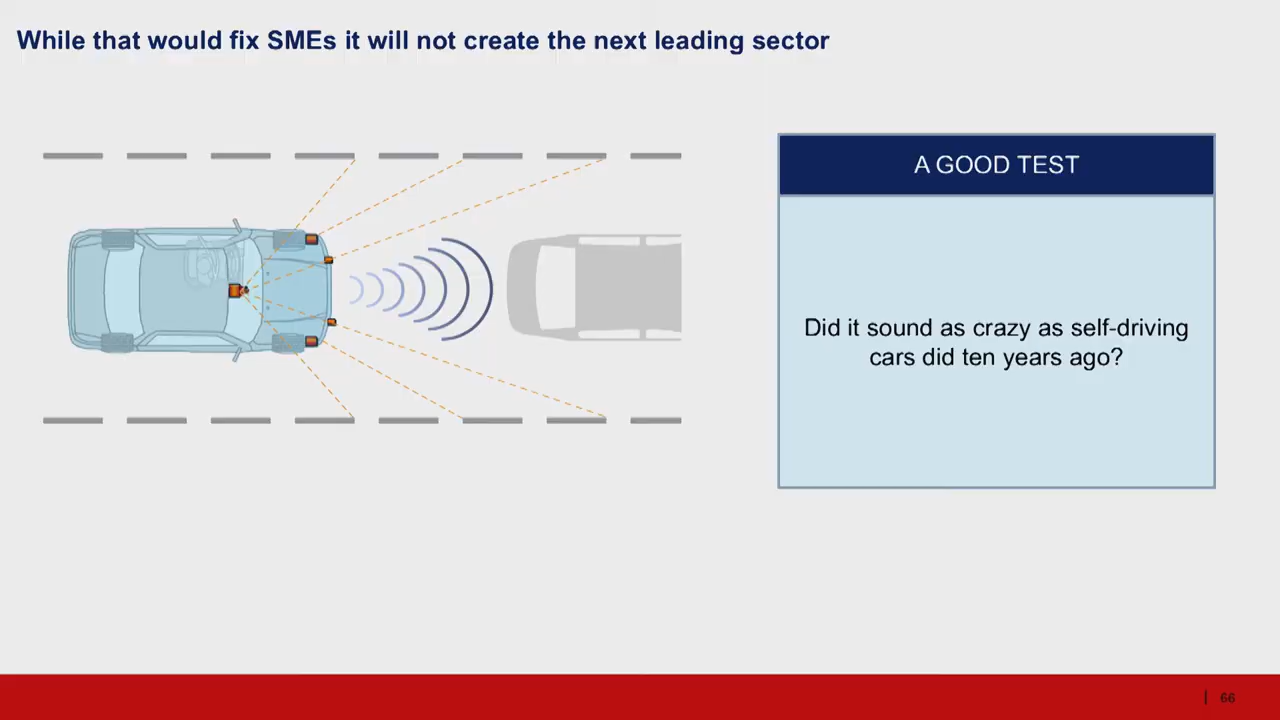 While that would fix SMEs it will not create the next leading sector
A GOOD TEST
Did it sound as crazy as self-driving
cars did ten years ago?
| 66